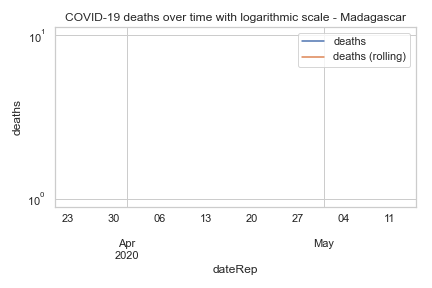 COVID-19 deaths over time with logarithmic scale - Madagascar
deaths
deaths (rolling)
10¹
deaths
10⁰
23 30 06 13 20 27 04 11
Apr May
2020
dateRep